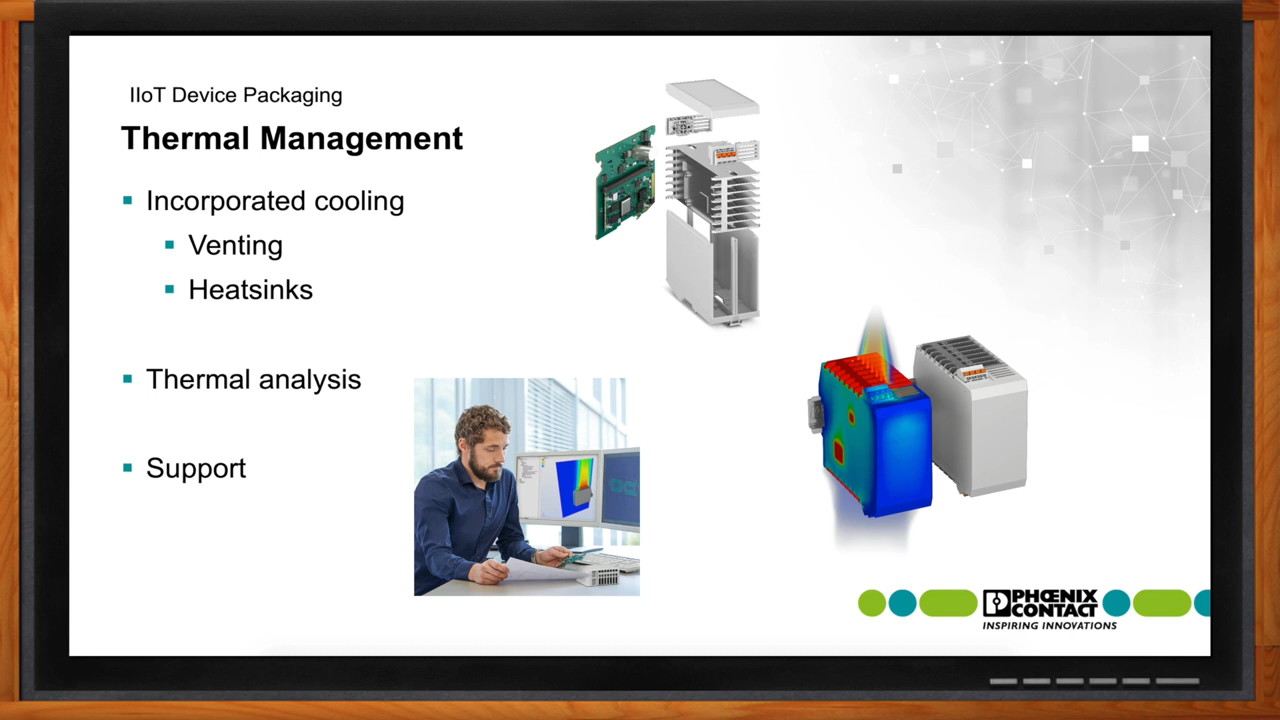 IIoT Device Packaging
Thermal Management
Incorporated cooling
Venting
Heatsinks
Thermal analysis
Support
PHŒNIX
CONTACT
INSPIRING INNOVATIONS